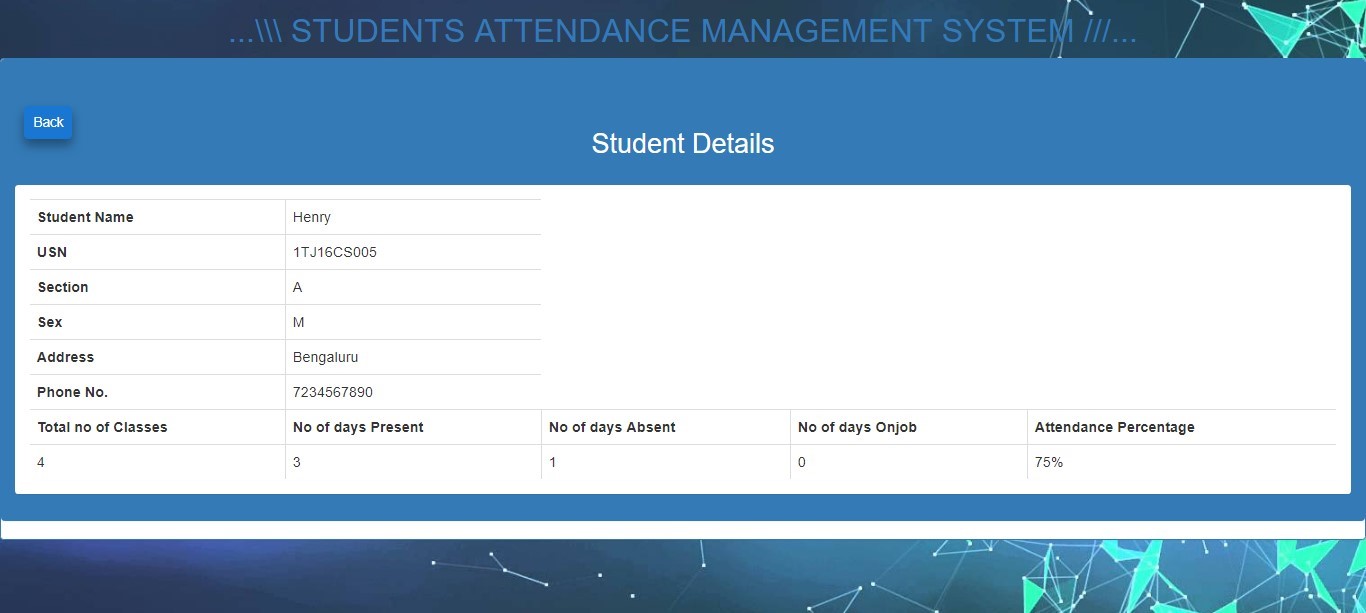 ...\\\ STUDENTS ATTENDANCE MANAGEMENT SYSTEM ///...
Back
Student Details
Student Name Henry
USN 1TJ16CS005
Section A
Sex M
Address Bengaluru
Phone No. 7234567890
Total no of Classes No of days Present No of days Absent No of days Onjob Attendance Percentage
4 3 1 0 75%